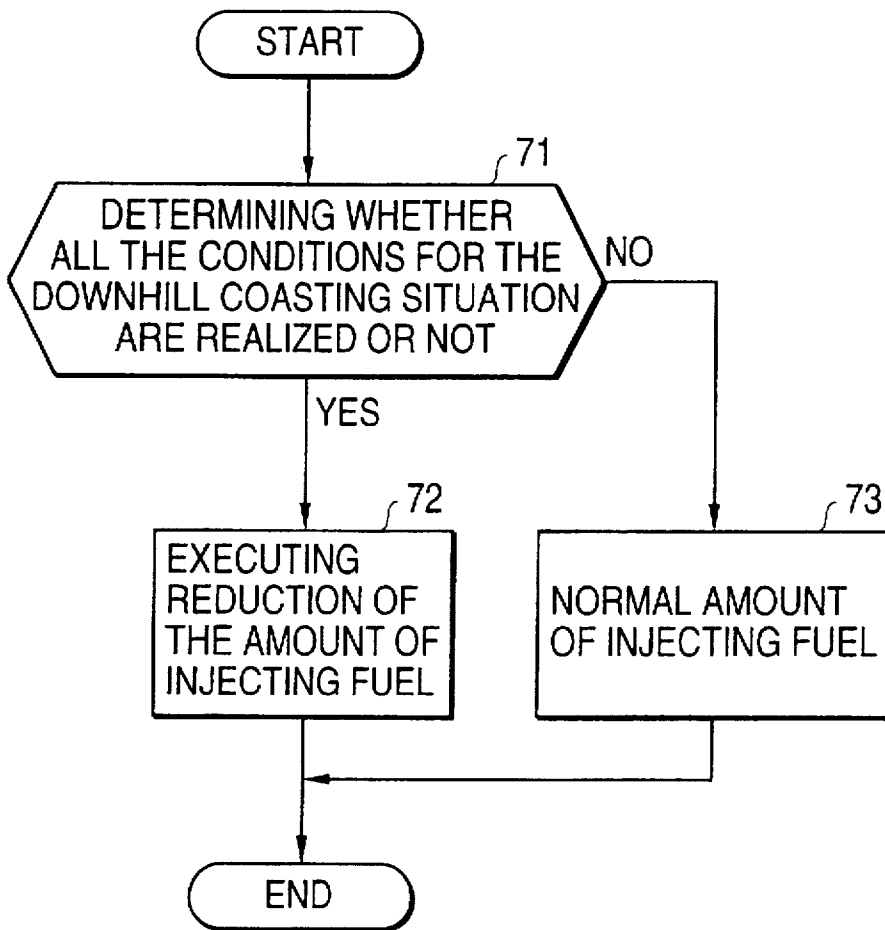 START
71
DETERMINING WHETHER
ALL THE CONDITIONS FOR THE
DOWNHILL COASTING SITUATION
ARE REALIZED OR NOT
NO
YES
72
EXECUTING
REDUCTION OF
THE AMOUNT OF
INJECTING FUEL
73
NORMAL AMOUNT
OF INJECTING FUEL
END